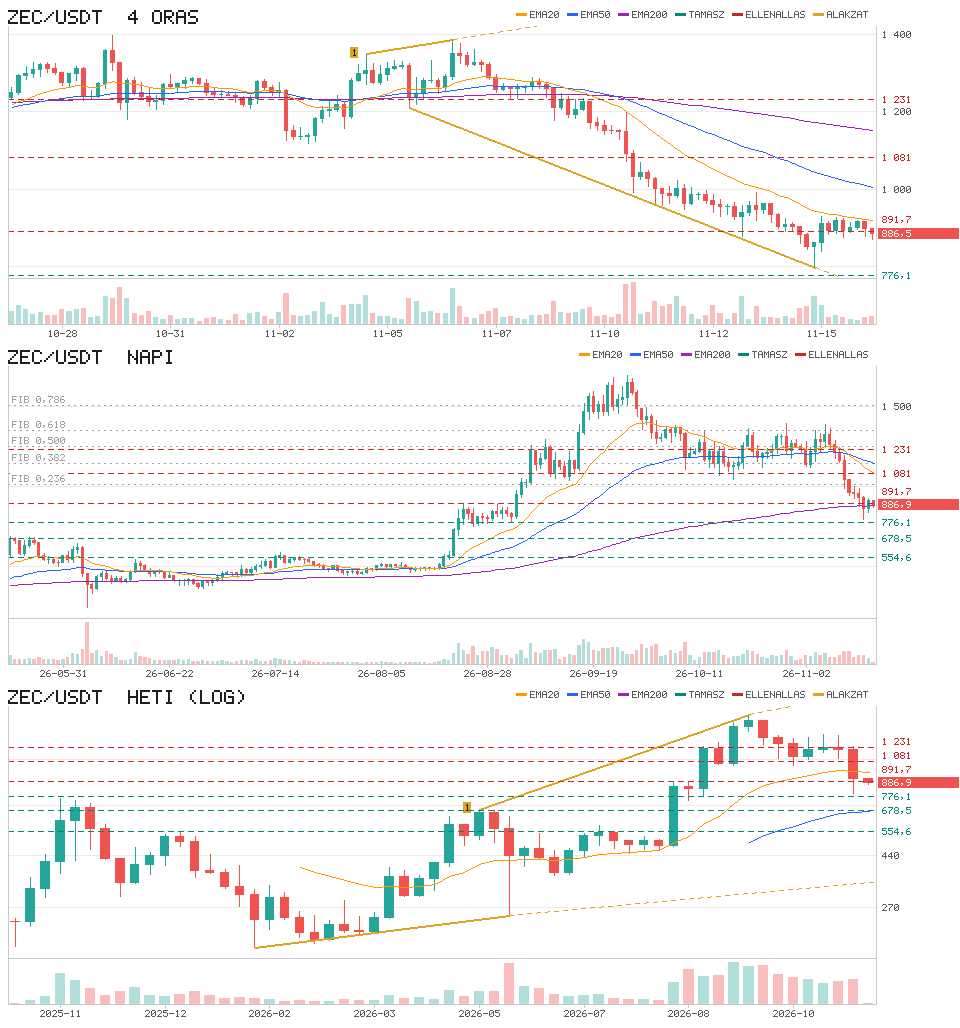 ZEC/USDT 4 ORAS
EMA20 EMA50 EMA200 TAMASZ ELLENALLAS ALAKZAT
1
1 400
1 231
1 200
1 081
1 000
891,7
886,5
776,1
10-28 10-31 11-02 11-05 11-07 11-10 11-12 11-15
ZEC/USDT NAPI
EMA20 EMA50 EMA200 TAMASZ ELLENALLAS
FIB 0,786
FIB 0,618
FIB 0,500
FIB 0,382
FIB 0,236
1 500
1 231
1 081
891,7
886,9
776,1
678,5
554,6
26-05-31 26-06-22 26-07-14 26-08-05 26-08-28 26-09-19 26-10-11 26-11-02
ZEC/USDT HETI (LOG)
EMA20 EMA50 EMA200 TAMASZ ELLENALLAS ALAKZAT
1
1 231
1 081
891,7
886,9
776,1
678,5
554,6
440
270
2025-11 2025-12 2026-02 2026-03 2026-05 2026-07 2026-08 2026-10